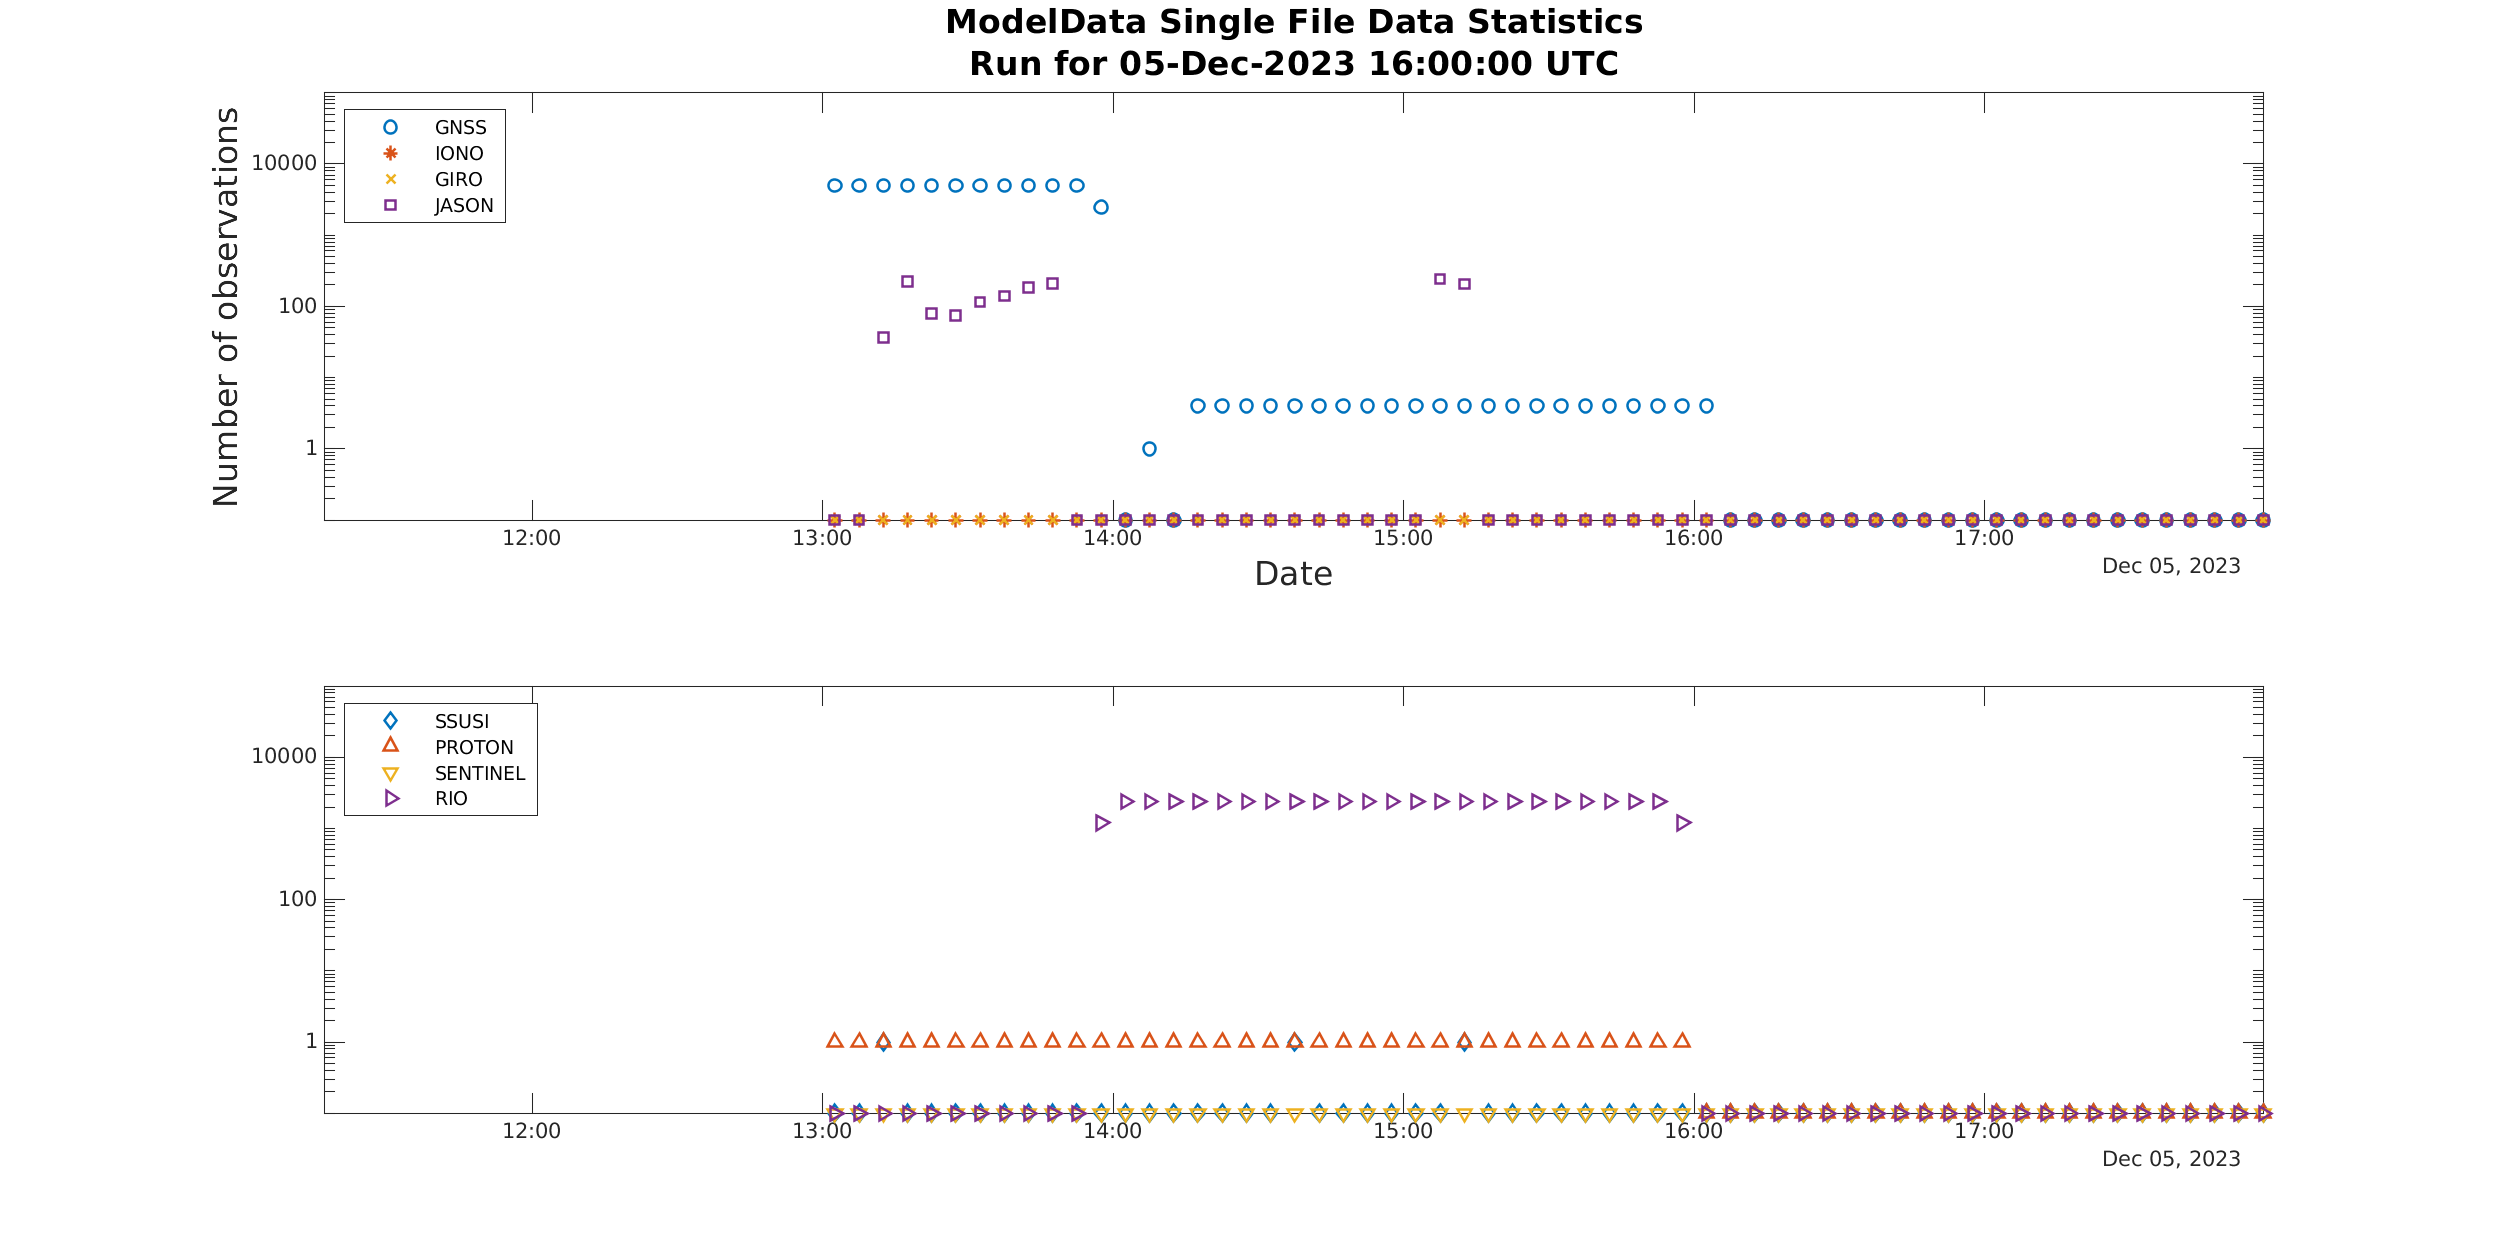 ModelData Single File Data Statistics
Run for 05-Dec-2023 16:00:00 UTC
Number of observations
10000
100
1
GNSS
IONO
GIRO
JASON
12:00 13:00 14:00 15:00 16:00 17:00
Dec 05, 2023
Date
10000
100
1
SSUSI
PROTON
SENTINEL
RIO
12:00 13:00 14:00 15:00 16:00 17:00
Dec 05, 2023